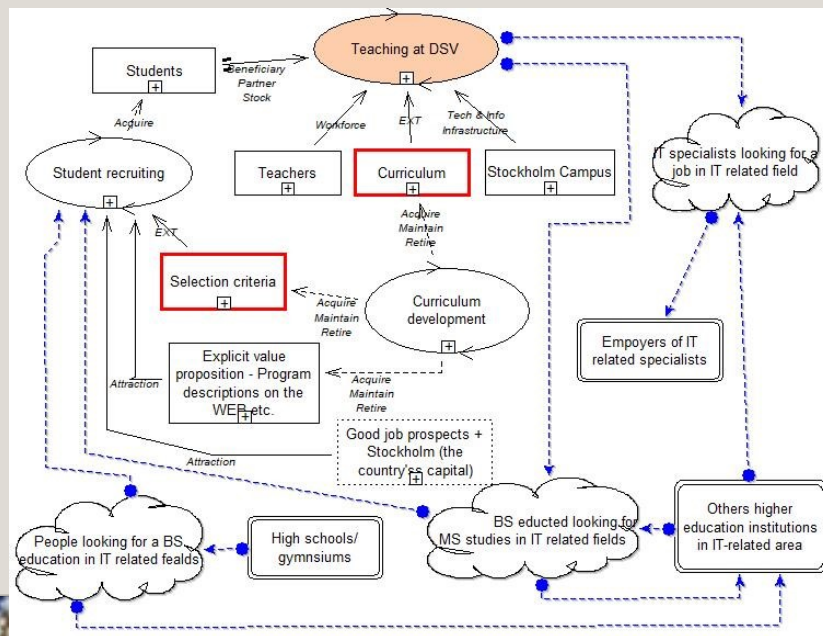 Teaching at DSV
Students
Beneficiary
Partner
Stock
Acquire
Workforce
EXT
Tech & Info
Infrastructure
IT specialists looking for a
job in IT related field
Student recruiting
Teachers
Curriculum
Stockholm Campus
EXT
Acquire
Maintain
Retire
Selection criteria
Acquire
Maintain
Retire
Curriculum
development
Empoyers of IT
related specialists
Explicit value
proposition - Program
descriptions on the
WEB etc.
Attraction
Acquire
Maintain
Retire
Good job prospects +
Stockholm (the
country'ss capital)
Attraction
People looking for a BS
education in IT related fealds
High schools/
gymnsiums
BS educted looking for
MS studies in IT related fields
Others higher
education institutions
in IT-related area